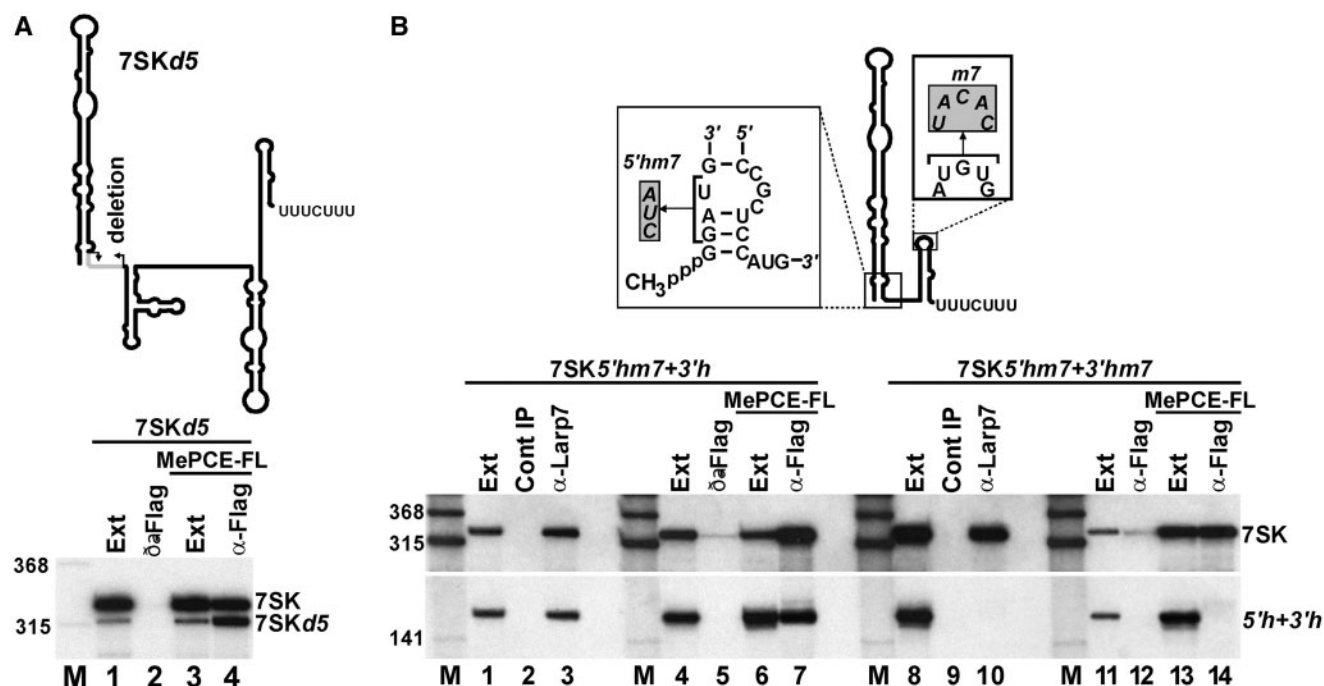 A
7SKd5
deletion
UUUCUUU
7SKd5
MePCE-FL
Ext
Flag
Ext
α-Flag
368
315
7SK
7SKd5
M 1 2 3 4
B
m7
U A C A C
A U G U G
3' 5'
5'hm7
A U C
G – C
U C G
A – U C
G – C
G – C AUG–3'
CH3ppp
UUUCUUU
7SK5'hm7+3'h
7SK5'hm7+3'hm7
MePCE-FL
MePCE-FL
Ext
Cont IP
α-Larp7
Ext
Flag
Ext
α-Flag
Ext
Cont IP
α-Larp7
Ext
α-Flag
Ext
α-Flag
368
315
7SK
141
5'h+3'h
M 1 2 3 M 4 5 6 7 M 8 9 10 M 11 12 13 14